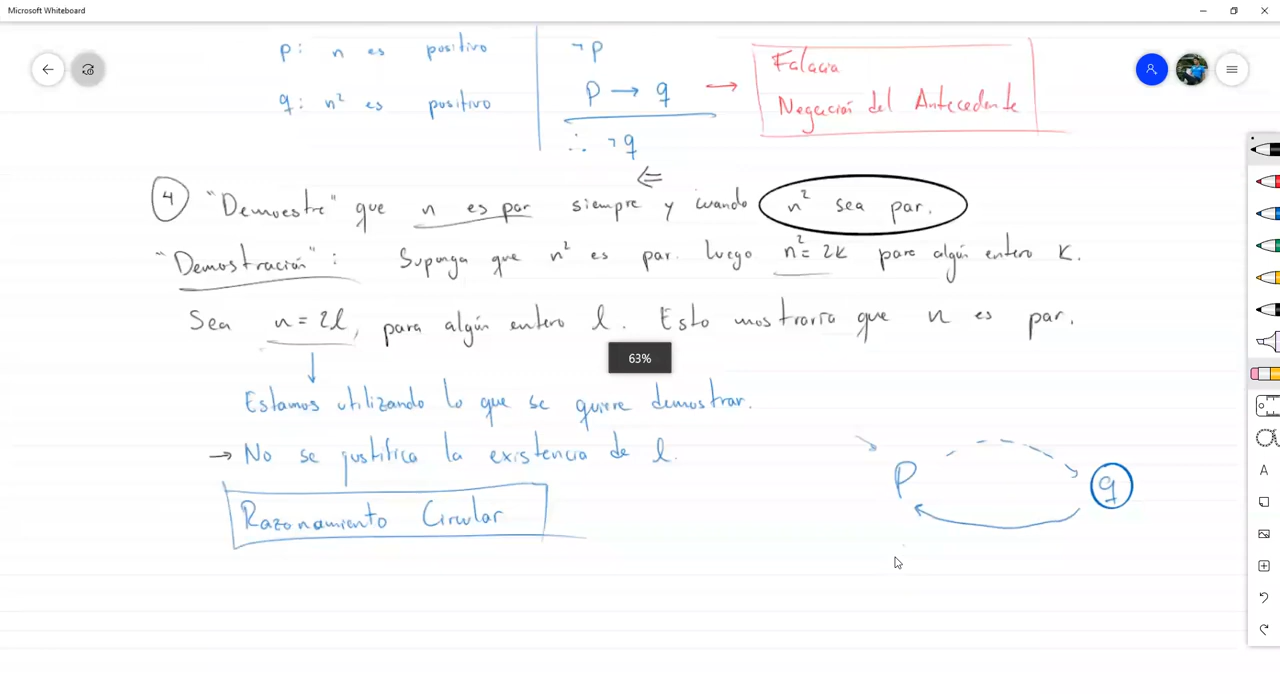 Microsoft Whiteboard
p: n es positivo
q: n² es positivo
¬p
p → q
∴ ¬q
Falacia
Negación del Antecedente
⇐
4 "Demuestre" que n es par siempre y cuando n² sea par.
"Demostración": Suponga que n² es par. Luego n² = 2k para algún entero k.
Sea n = 2l, para algún entero l. Esto mostraría que n es par.
63%
Estamos utilizando lo que se quiere demostrar.
→ No se justifica la existencia de l.
Razonamiento Circular
P q
A